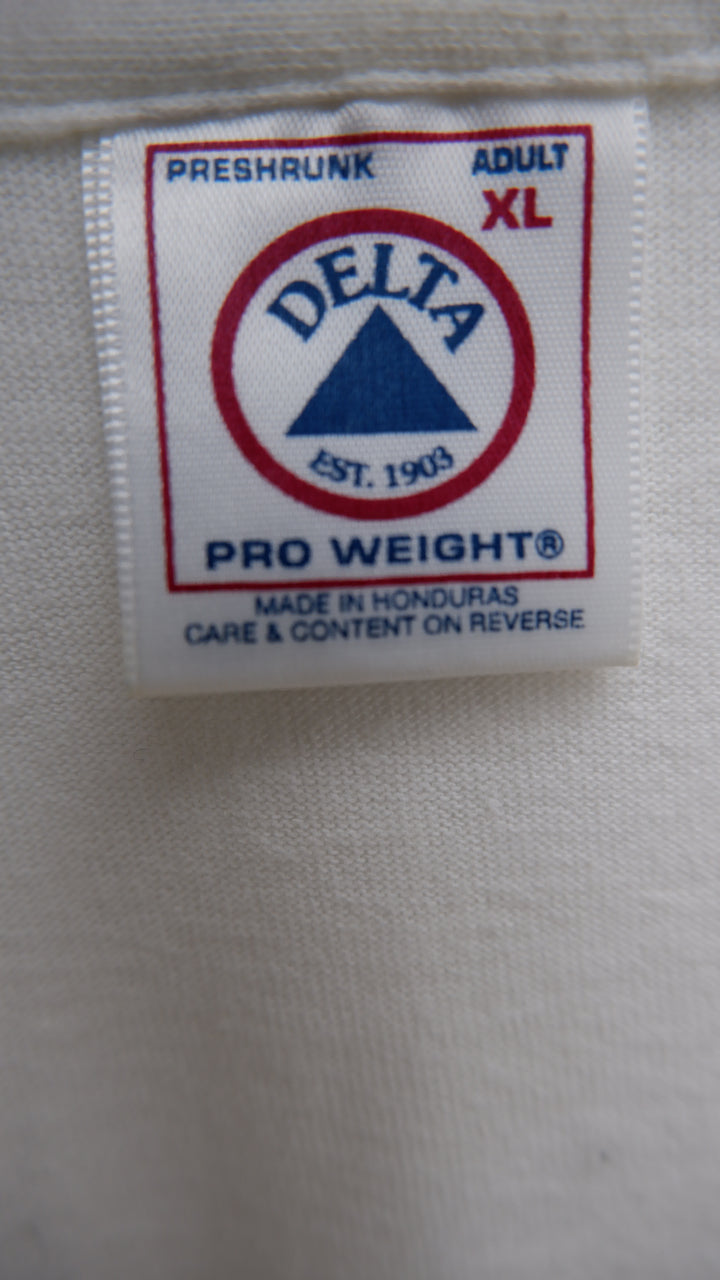 PRESHRUNK ADULT
XL
DELTA
EST. 1903
PRO WEIGHT®
MADE IN HONDURAS
CARE & CONTENT ON REVERSE